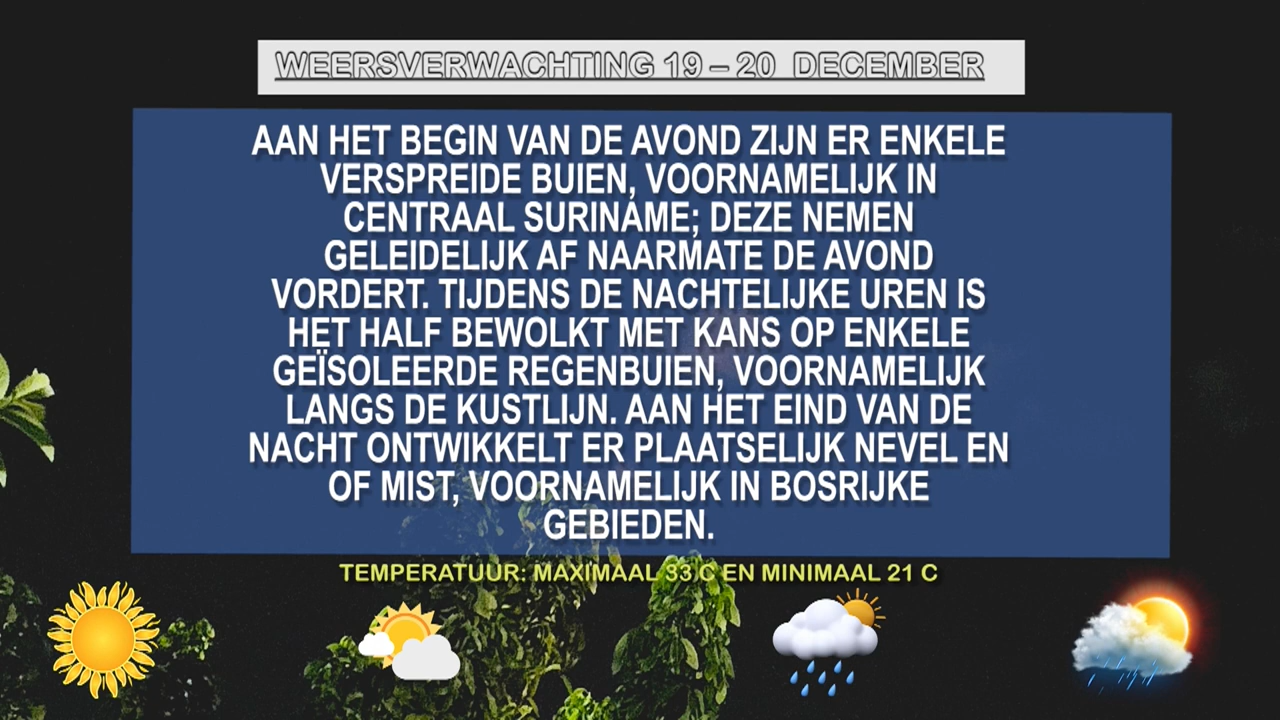 WEERSVERWACHTING 19 – 20 DECEMBER
AAN HET BEGIN VAN DE AVOND ZIJN ER ENKELE
VERSPREIDE BUIEN, VOORNAMELIJK IN
CENTRAAL SURINAME; DEZE NEMEN
GELEIDELIJK AF NAARMATE DE AVOND
VORDERT. TIJDENS DE NACHTELIJKE UREN IS
HET HALF BEWOLKT MET KANS OP ENKELE
GEÏSOLEERDE REGENBUIEN, VOORNAMELIJK
LANGS DE KUSTLIJN. AAN HET EIND VAN DE
NACHT ONTWIKKELT ER PLAATSELIJK NEVEL EN
OF MIST, VOORNAMELIJK IN BOSRIJKE
GEBIEDEN.
TEMPERATUUR: MAXIMAAL 33 C EN MINIMAAL 21 C